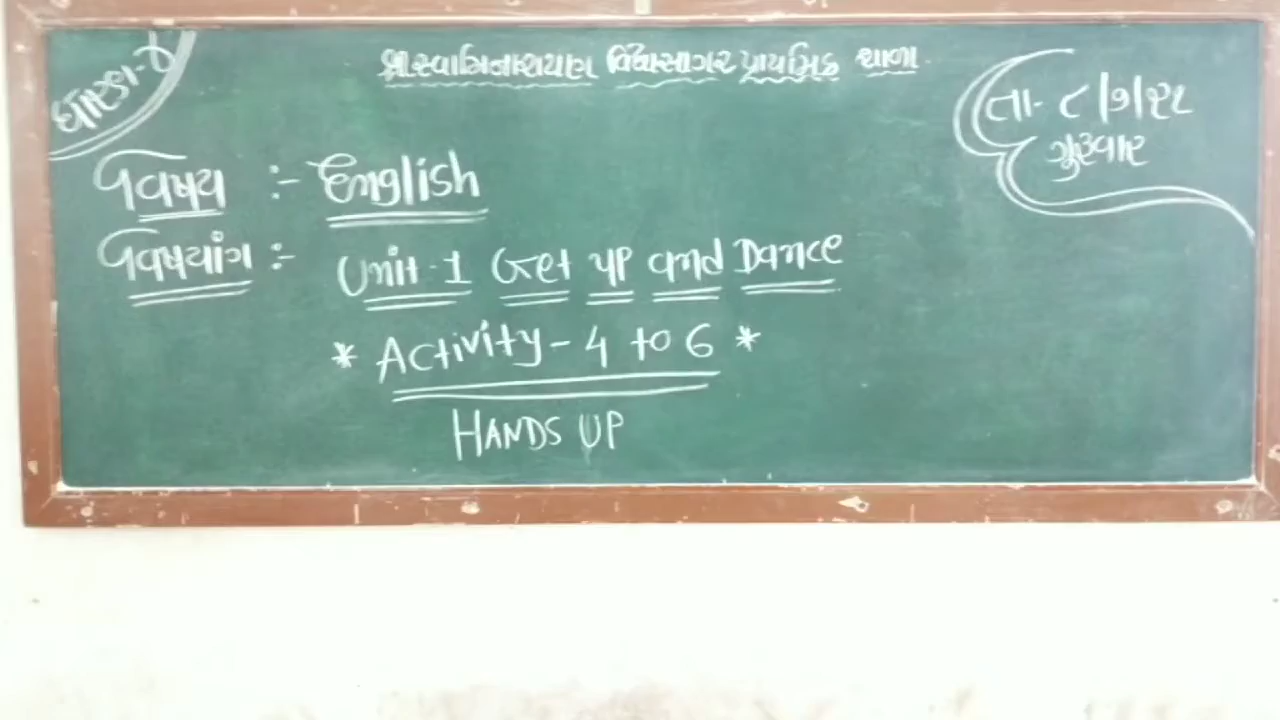 ધોરણ-૭
શ્રી સ્વામિનારાયણ વિદ્યાસાગર પ્રાથમિક શાળા
તા- ૮/૭/૨૧
ગુરુવાર
વિષય :- English
વિષયાંગ :- Unit-1 Get up and Dance
* Activity-4 to 6 *
HANDS UP